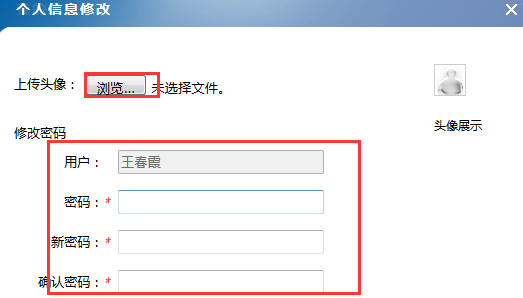 个人信息修改
上传头像： 浏览... 未选择文件。
头像展示
修改密码
用户： 王春霞
密码：*
新密码：*
确认密码：*